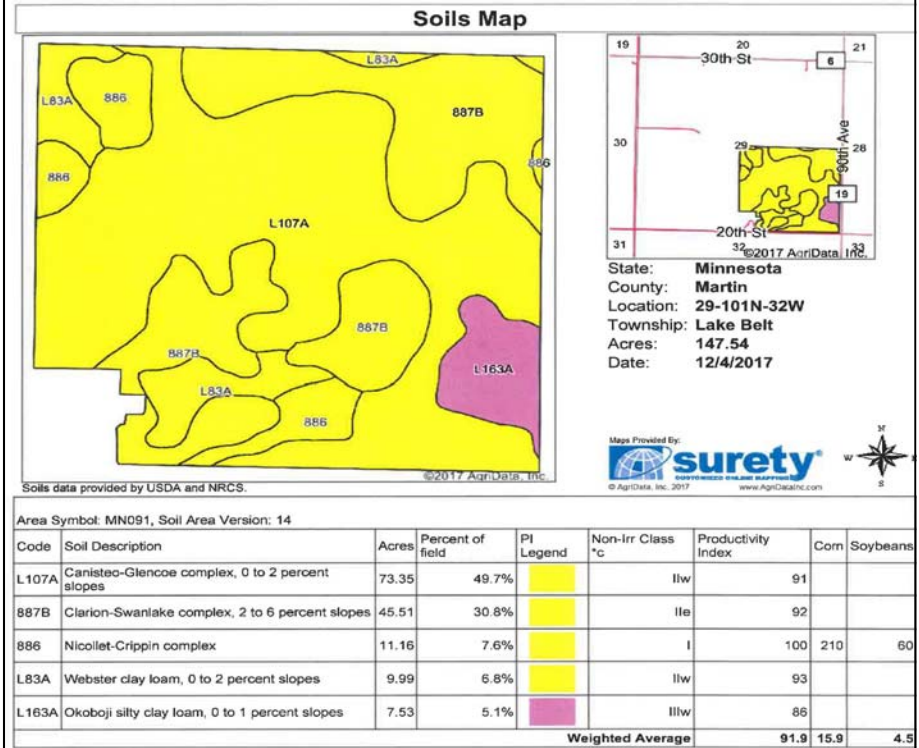 Soils Map
L83A
L83A
886
887B
886
886
L107A
887B
887B
L163A
L83A
886
©2017 AgriData, Inc.
Soils data provided by USDA and NRCS.
19
20
21
30th St
6
30
29
28
90th Ave
19
20th St
31
32
33
©2017 AgriData, Inc.
State: Minnesota
County: Martin
Location: 29-101N-32W
Township: Lake Belt
Acres: 147.54
Date: 12/4/2017
Maps Provided By:
surety®
CUSTOMIZED ONLINE MAPPING
© AgriData, Inc. 2017 www.AgriDataInc.com
N
W
S
Area Symbol: MN091, Soil Area Version: 14
Code Soil Description Acres Percent of field PI Legend Non-Irr Class *c Productivity Index Corn Soybeans
L107A Canisteo-Glencoe complex, 0 to 2 percent slopes 73.35 49.7% IIw 91
887B Clarion-Swanlake complex, 2 to 6 percent slopes 45.51 30.8% IIe 92
886 Nicollet-Crippin complex 11.16 7.6% I 100 210 60
L83A Webster clay loam, 0 to 2 percent slopes 9.99 6.8% IIw 93
L163A Okoboji silty clay loam, 0 to 1 percent slopes 7.53 5.1% IIIw 86
Weighted Average 91.9 15.9 4.5